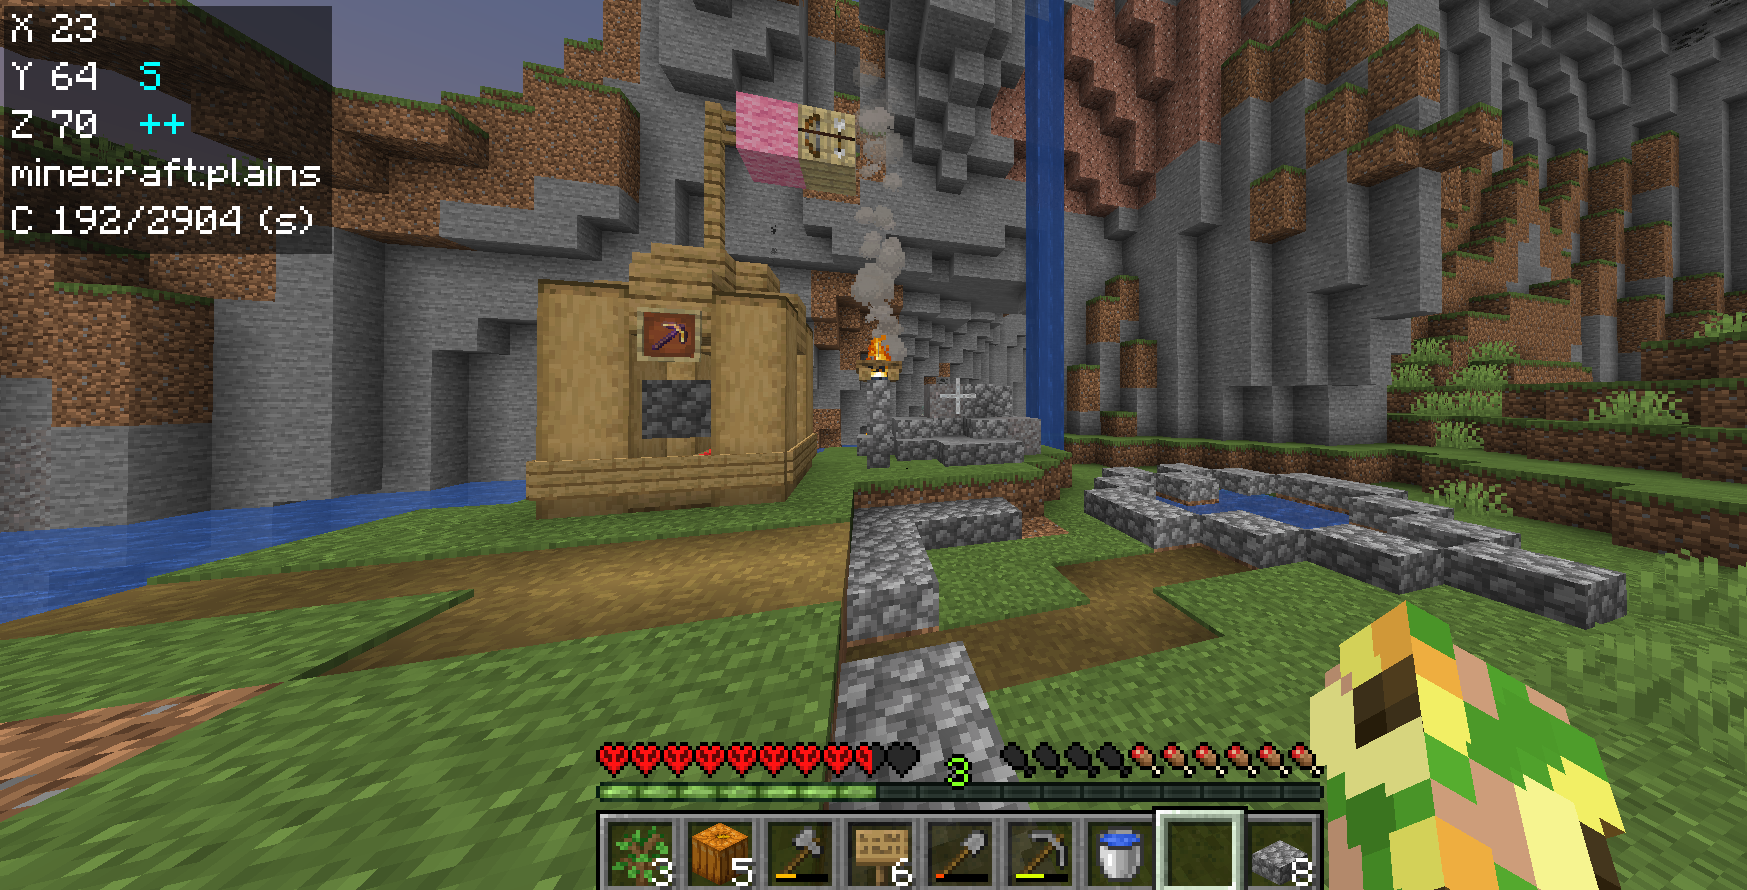 X 23
Y 64 S
Z 70 ++
minecraft:plains
C 192/2904 (s)
3
3 5 6 8